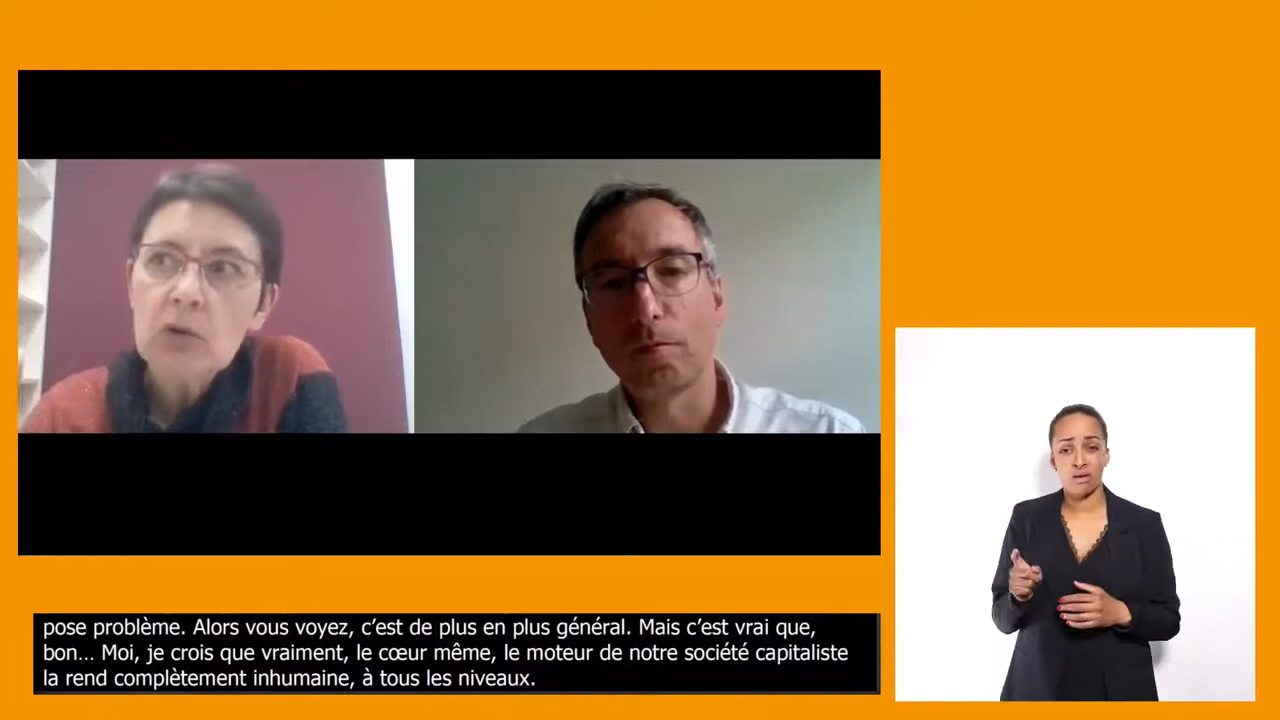 pose problème. Alors vous voyez, c’est de plus en plus général. Mais c’est vrai que,
bon… Moi, je crois que vraiment, le cœur même, le moteur de notre société capitaliste
la rend complètement inhumaine, à tous les niveaux.